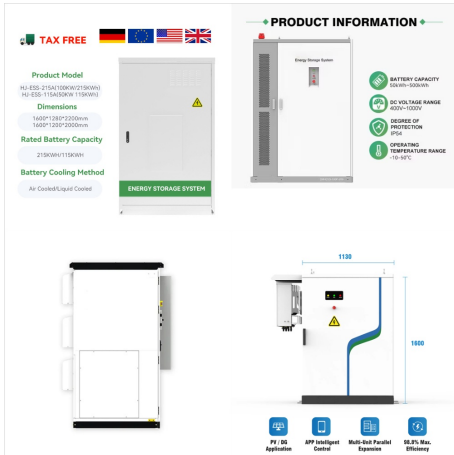 TAX FREE
Product Model
HJ-ESS-215A(100KW/215KWh)
HJ-ESS-115A(50KW 115KWh)
Dimensions
1600*1280*2200mm
1600*1200*2000mm
Rated Battery Capacity
215KWH/115KWH
Battery Cooling Method
Air Cooled/Liquid Cooled
ENERGY STORAGE SYSTEM
PRODUCT INFORMATION
Energy Storage System
BATTERY CAPACITY
50kWh~500kWh
DC VOLTAGE RANGE
400V~1000V
DEGREE OF
PROTECTION
IP54
OPERATING
TEMPERATURE RANGE
-10-50°C
1130
1600
PV / DG
Application
APP Intelligent
Control
Multi-Unit Parallel
Expansion
98.8% Max.
Efficiency